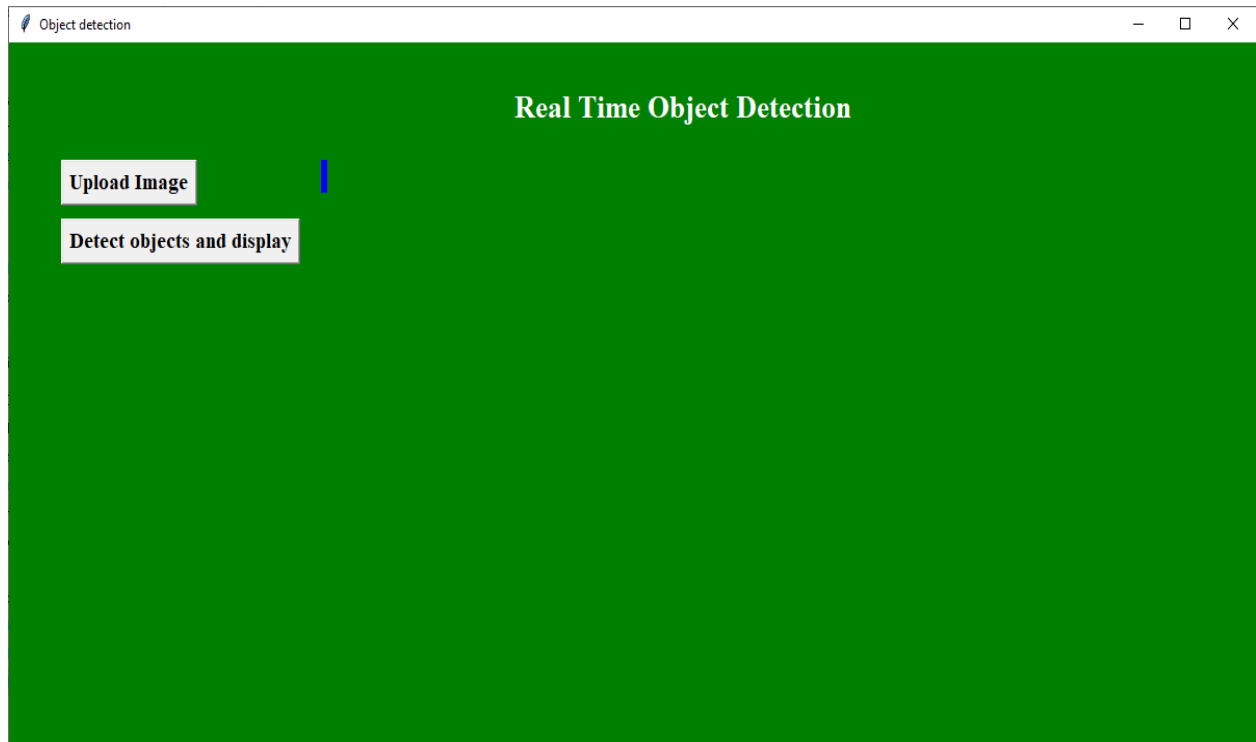 Object detection
Real Time Object Detection
Upload Image
Detect objects and display